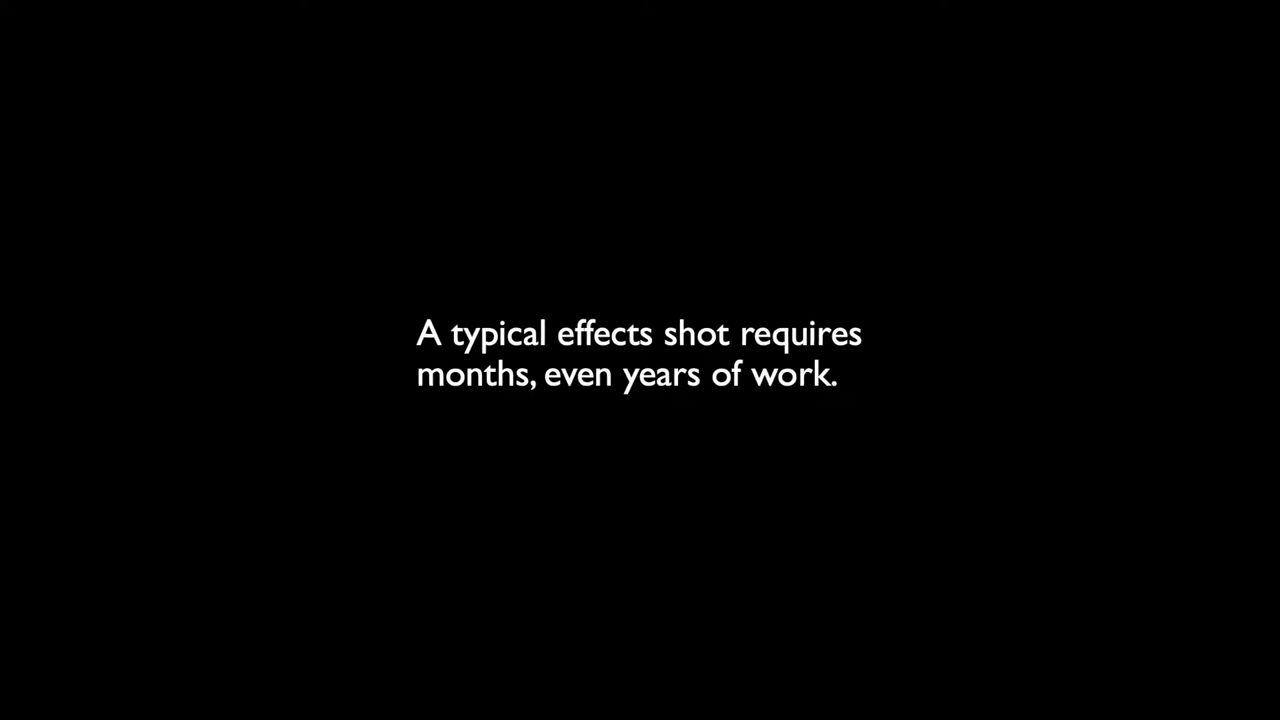 A typical effects shot requires
months, even years of work.